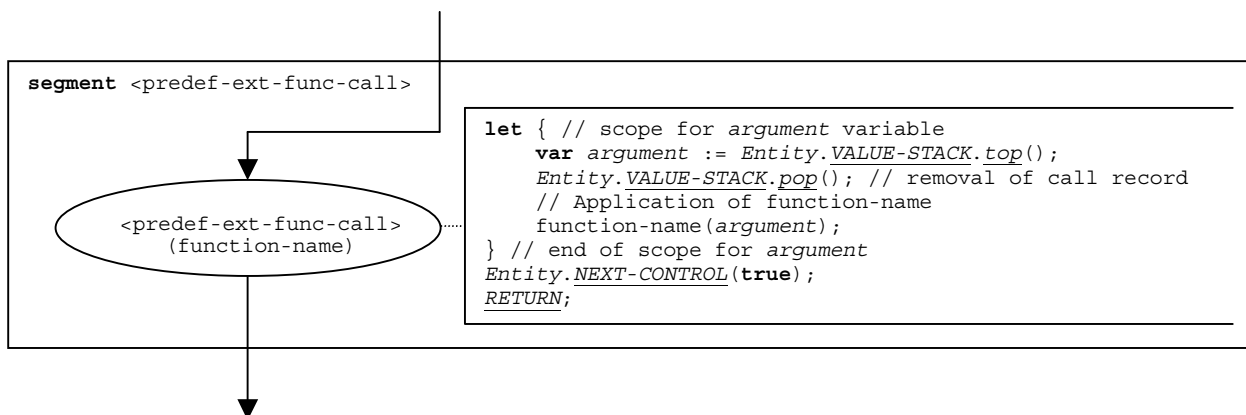 segment <predef-ext-func-call>
let { // scope for argument variable
var argument := Entity.VALUE-STACK.top();
Entity.VALUE-STACK.pop(); // removal of call record
// Application of function-name
function-name(argument);
} // end of scope for argument
Entity.NEXT-CONTROL(true);
RETURN;
<predef-ext-func-call>
(function-name)